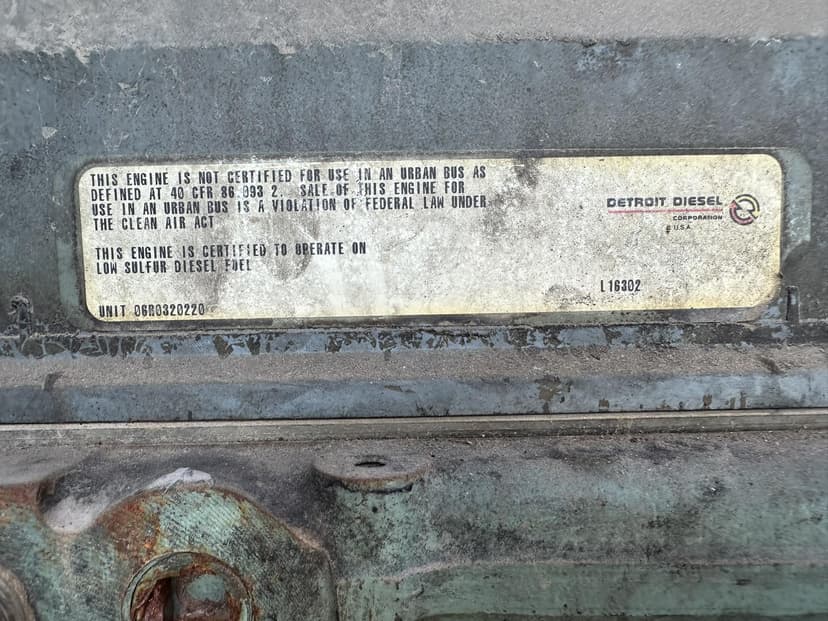 THIS ENGINE IS NOT CERTIFIED FOR USE IN AN URBAN BUS AS
DEFINED AT 40 CFR 86 093 2. SALE OF THIS ENGINE FOR
USE IN AN URBAN BUS IS A VIOLATION OF FEDERAL LAW UNDER
THE CLEAN AIR ACT
THIS ENGINE IS CERTIFIED TO OPERATE ON
LOW SULFUR DIESEL FUEL
UNIT 06R0320220
DETROIT DIESEL
CORPORATION
U.S.A.
L16302